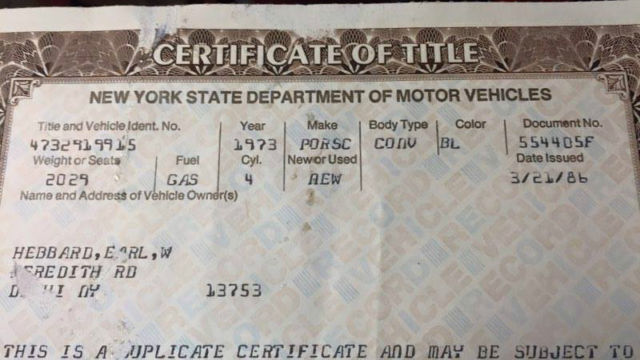 CERTIFICATE OF TITLE
NEW YORK STATE DEPARTMENT OF MOTOR VEHICLES
Title and Vehicle Ident. No. Year Make Body Type Color Document No.
4732919915 1973 PORSC CONV BL 554405F
Weight or Seats Fuel Cyl. New or Used Date Issued
2029 GAS 4 NEW 3/21/86
Name and Address of Vehicle Owner(s)
HEBBARD, W
RD
NY 13753
THIS IS A CERTIFICATE AND MAY BE SUBJECT TO